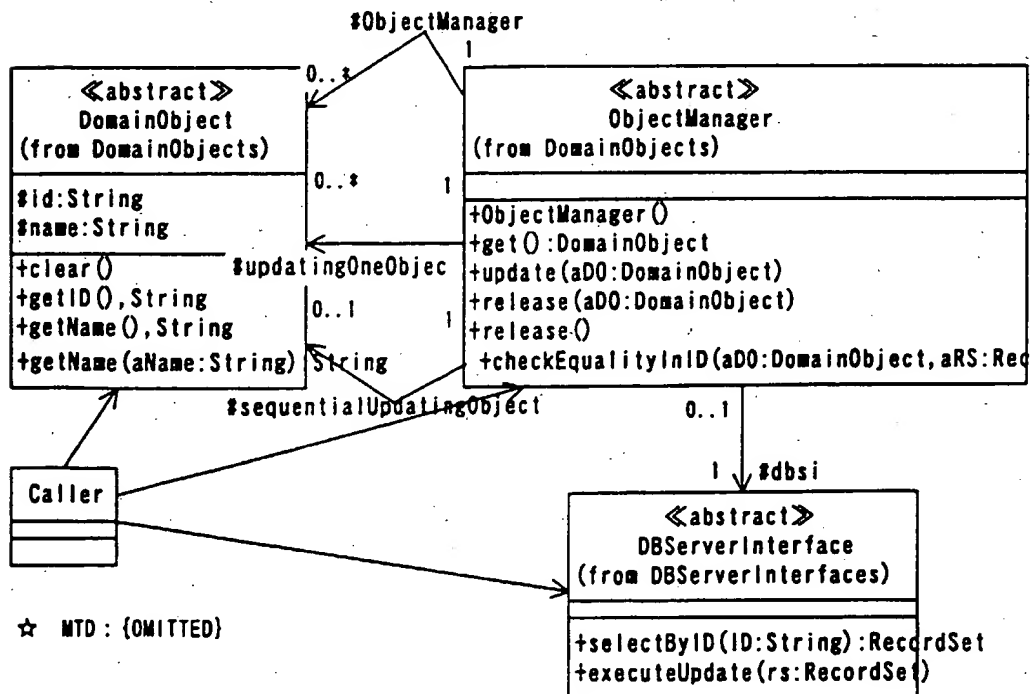 #ObjectManager
1
0..*
≪abstract≫
DomainObject
(from DomainObjects)
#id:String
#name:String
+clear()
+getID(),String
+getName(),String
+getName(aName:String) String
≪abstract≫
ObjectManager
(from DomainObjects)
+ObjectManager()
+get():DomainObject
+update(aDO:DomainObject)
+release(aDO:DomainObject)
+release()
+checkEqualityInID(aDO:DomainObject,aRS:Rec
0..*
1
#updatingOneObjec
0..1
1
#sequentialUpdatingObject
0..1
1 #dbsi
Caller
≪abstract≫
DBServerInterface
(from DBServerInterfaces)
+selectByID(ID:String):RecordSet
+executeUpdate(rs:RecordSet)
☆ MTD : {OMITTED}